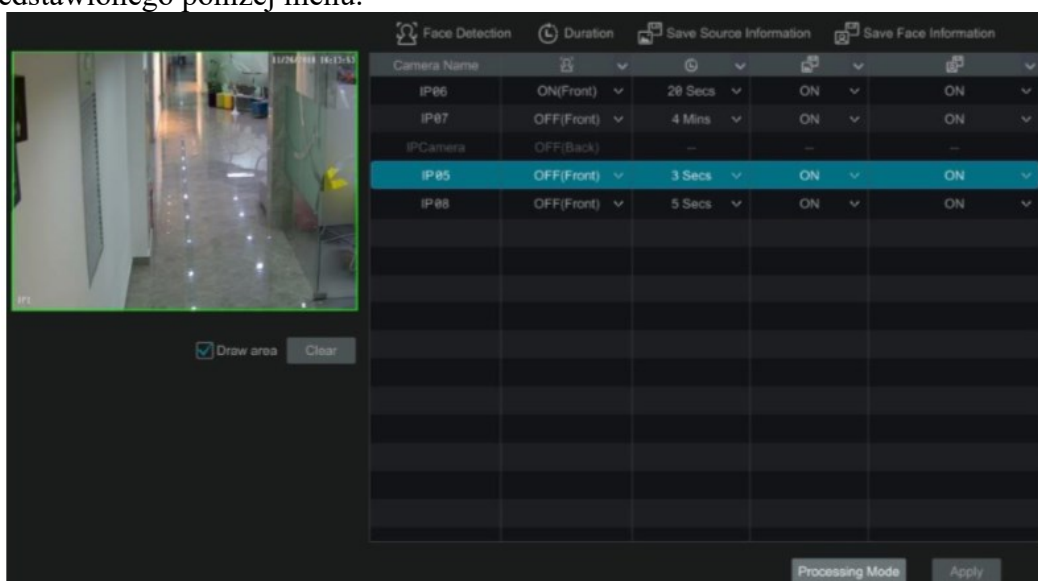 przedstawionego poniżej menu.
Face Detection Duration Save Source Information Save Face Information
Camera Name
IP06 ON(Front) 20 Secs ON ON
IP07 OFF(Front) 4 Mins ON ON
IPCamera OFF(Back) — — —
IP05 OFF(Front) 3 Secs ON ON
IP08 OFF(Front) 5 Secs ON ON
IP1
Draw area Clear
Processing Mode Apply